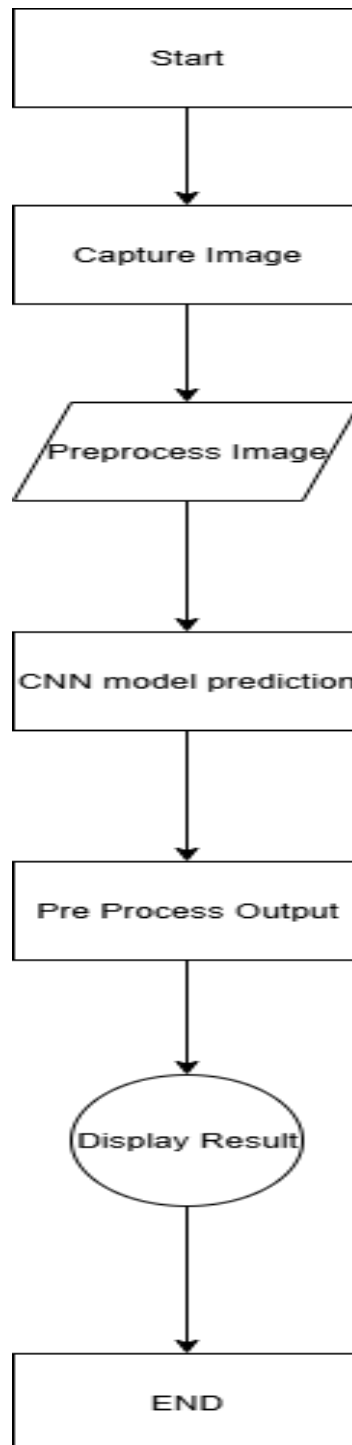 Start
Capture Image
Preprocess Image
CNN model prediction
Pre Process Output
Display Result
END